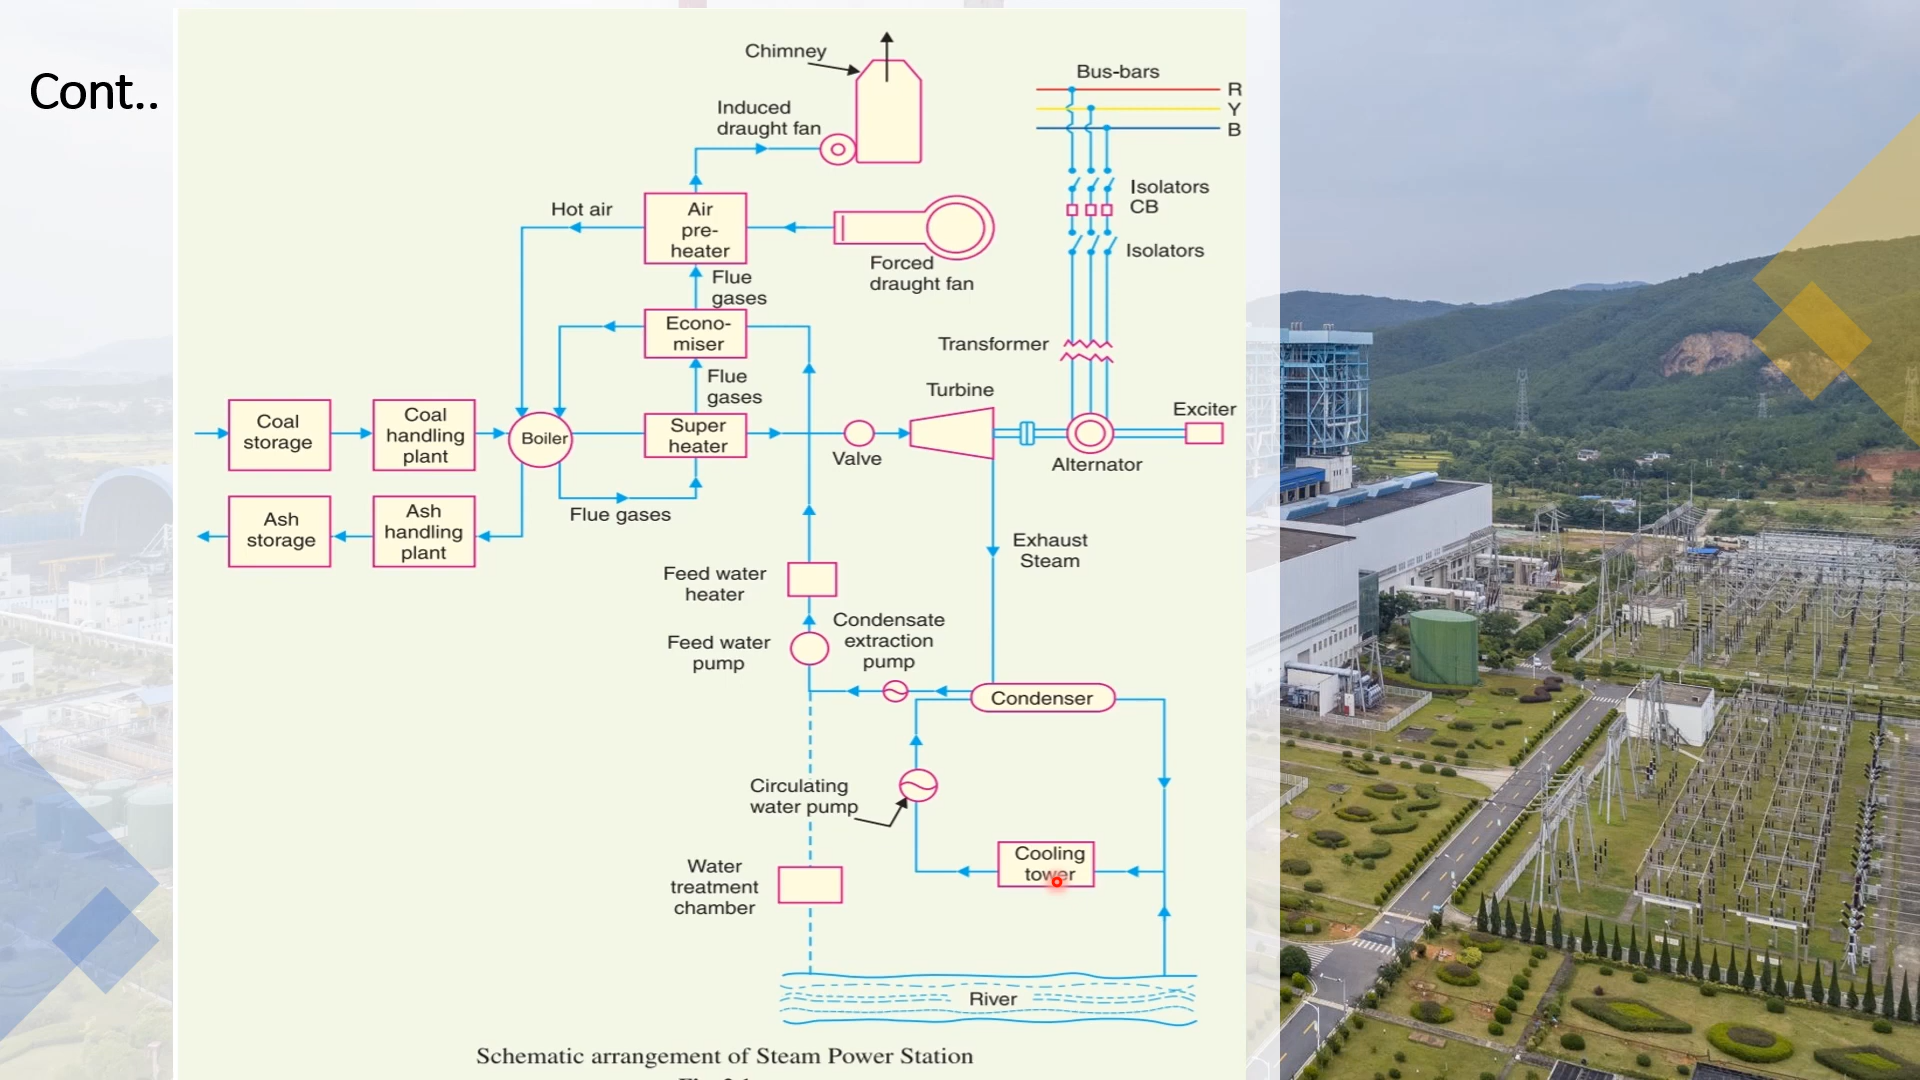 Cont..
Chimney
Induced
draught fan
Bus-bars
R
Y
B
Isolators
CB
Isolators
Hot air
Air
pre-
heater
Forced
draught fan
Flue
gases
Econo-
miser
Transformer
Flue
gases
Turbine
Exciter
Coal
storage
Coal
handling
plant
Boiler
Super
heater
Valve
Alternator
Ash
storage
Ash
handling
plant
Flue gases
Exhaust
Steam
Feed water
heater
Condensate
extraction
pump
Feed water
pump
Condenser
Circulating
water pump
Cooling
tower
Water
treatment
chamber
River
Schematic arrangement of Steam Power Station